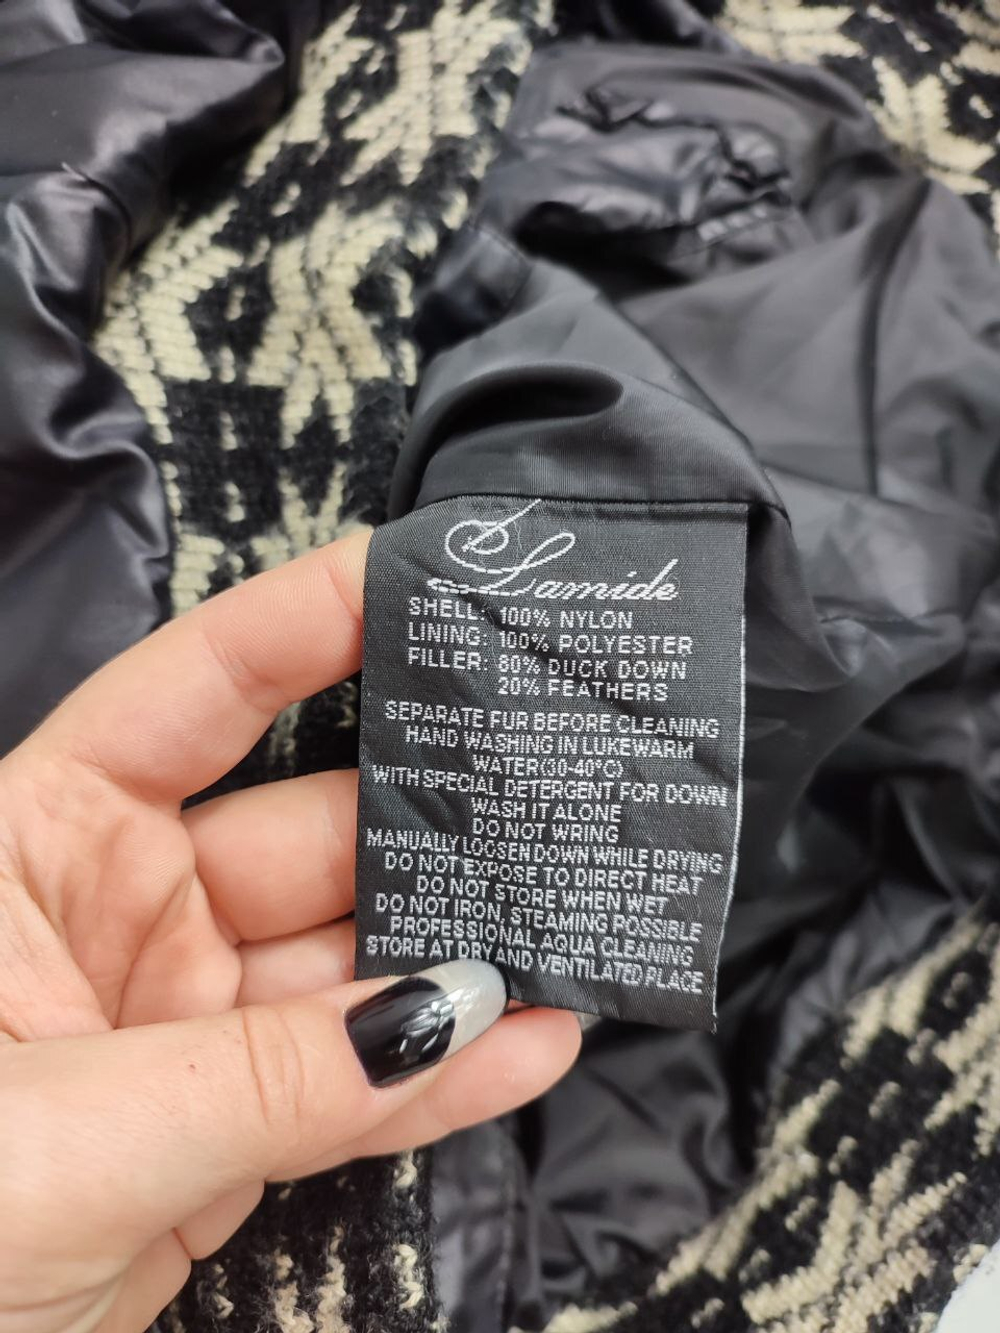 Lamide
SHELL: 100% NYLON
LINING: 100% POLYESTER
FILLER: 80% DUCK DOWN
20% FEATHERS
SEPARATE FUR BEFORE CLEANING
HAND WASHING IN LUKEWARM
WATER(30-40°C)
WITH SPECIAL DETERGENT FOR DOWN
WASH IT ALONE
DO NOT WRING
MANUALLY LOOSEN DOWN WHILE DRYING
DO NOT EXPOSE TO DIRECT HEAT
DO NOT STORE WHEN WET
DO NOT IRON, STEAMING POSSIBLE
PROFESSIONAL AQUA CLEANING
STORE AT DRY AND VENTILATED PLACE